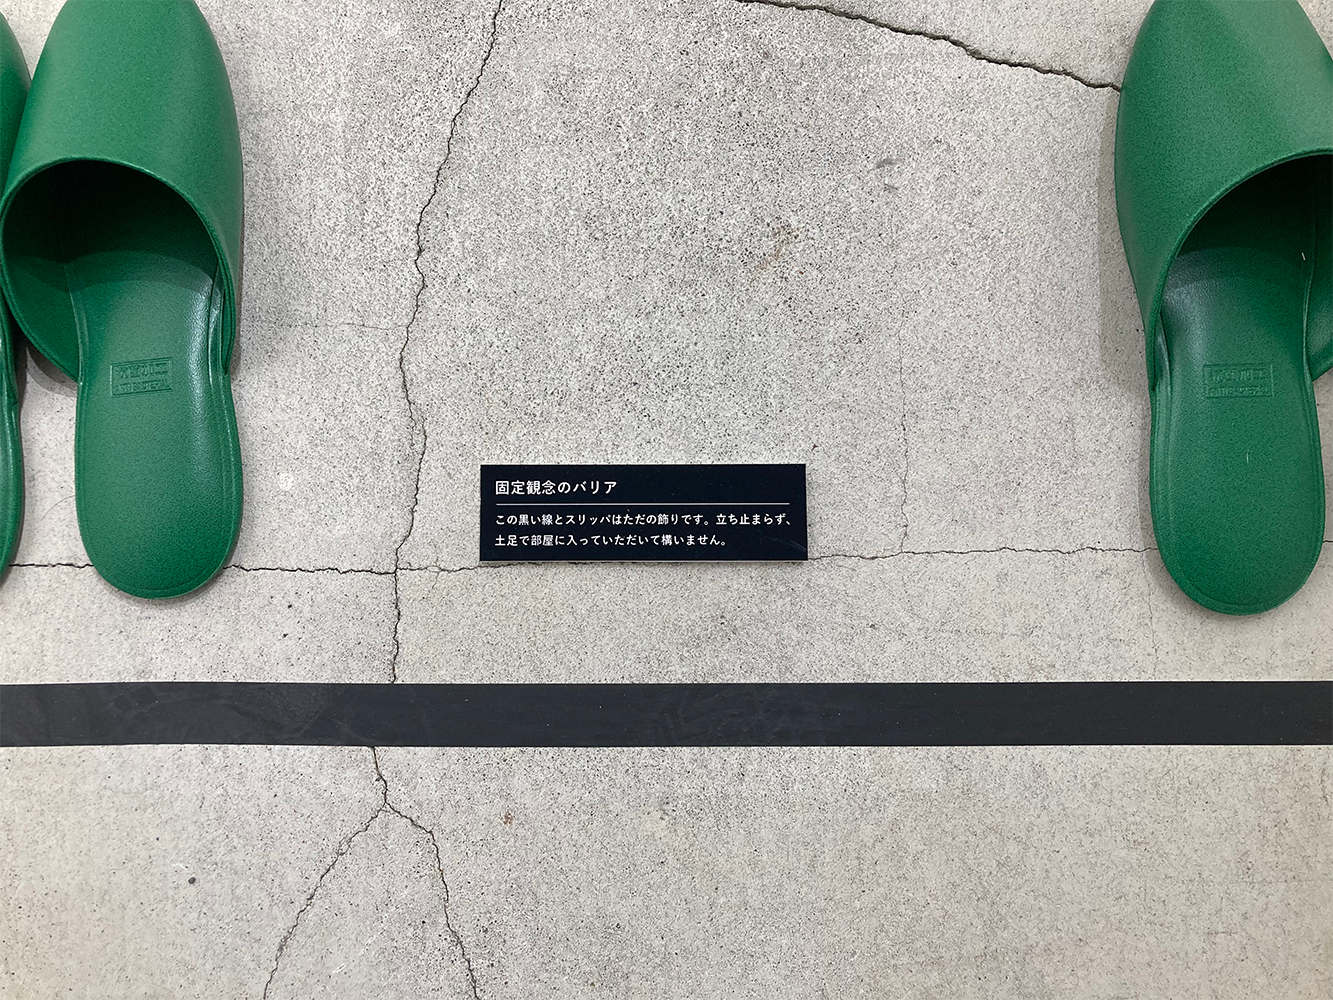 固定観念のバリア
この黒い線とスリッパはただの飾りです。立ち止まらず、
土足で部屋に入っていただいて構いません。